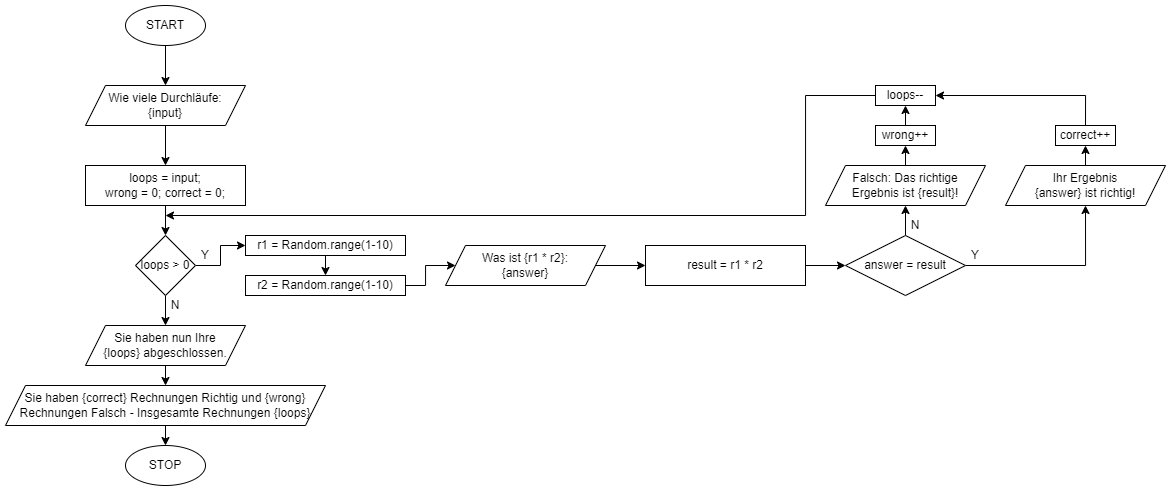 START
Wie viele Durchläufe:
{input}
loops = input;
wrong = 0; correct = 0;
loops > 0
Y
N
r1 = Random.range(1-10)
r2 = Random.range(1-10)
Was ist {r1 * r2}:
{answer}
result = r1 * r2
answer = result
N
Y
Falsch: Das richtige
Ergebnis ist {result}!
wrong++
Ihr Ergebnis
{answer} ist richtig!
correct++
loops--
Sie haben nun Ihre
{loops} abgeschlossen.
Sie haben {correct} Rechnungen Richtig und {wrong}
Rechnungen Falsch - Insgesamte Rechnungen {loops}
STOP